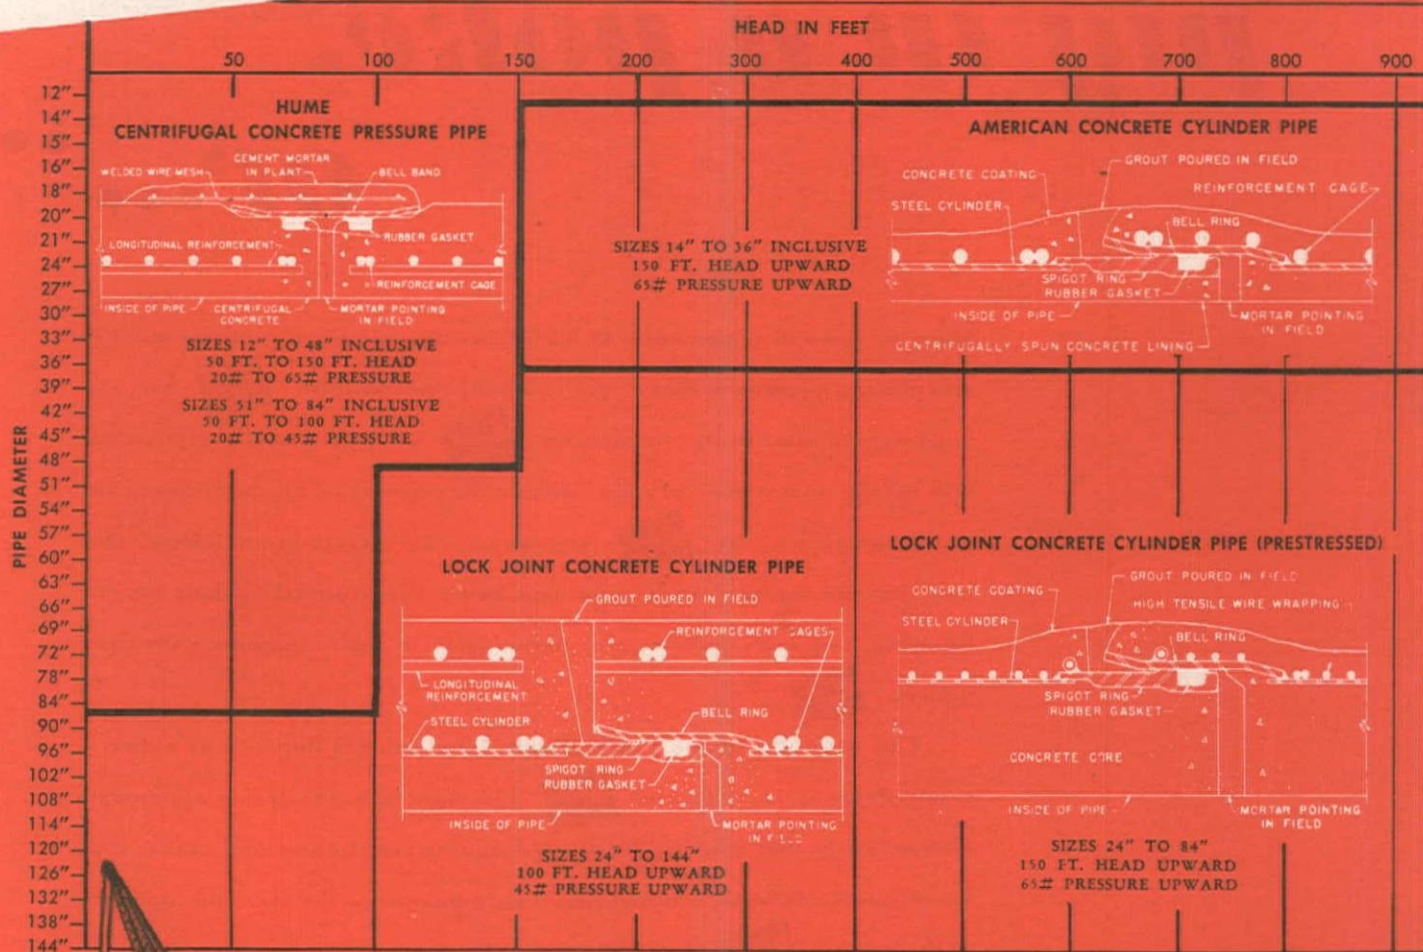 HEAD IN FEET
50 100 150 200 300 400 500 600 700 800 900
PIPE DIAMETER
12"
14"
15"
16"
18"
20"
21"
24"
27"
30"
33"
36"
39"
42"
45"
48"
51"
54"
57"
60"
63"
66"
69"
72"
78"
84"
90"
96"
102"
108"
114"
120"
126"
132"
138"
144"
HUME
CENTRIFUGAL CONCRETE PRESSURE PIPE
CEMENT MORTAR
IN PLANT
WELDED WIRE MESH
BELL BAND
RUBBER GASKET
LONGITUDINAL REINFORCEMENT
REINFORCEMENT CAGE
INSIDE OF PIPE
CENTRIFUGAL
CONCRETE
MORTAR POINTING
IN FIELD
SIZES 12" TO 48" INCLUSIVE
50 FT. TO 150 FT. HEAD
20# TO 65# PRESSURE
SIZES 51" TO 84" INCLUSIVE
50 FT. TO 100 FT. HEAD
20# TO 45# PRESSURE
SIZES 14" TO 36" INCLUSIVE
150 FT. HEAD UPWARD
65# PRESSURE UPWARD
AMERICAN CONCRETE CYLINDER PIPE
GROUT POURED IN FIELD
CONCRETE COATING
REINFORCEMENT CAGE
STEEL CYLINDER
BELL RING
SPIGOT RING
RUBBER GASKET
INSIDE OF PIPE
MORTAR POINTING
IN FIELD
CENTRIFUGALLY SPUN CONCRETE LINING
LOCK JOINT CONCRETE CYLINDER PIPE
GROUT POURED IN FIELD
REINFORCEMENT CAGES
LONGITUDINAL
REINFORCEMENT
BELL RING
STEEL CYLINDER
SPIGOT RING
RUBBER GASKET
INSIDE OF PIPE
MORTAR POINTING
IN FIELD
SIZES 24" TO 144"
100 FT. HEAD UPWARD
45# PRESSURE UPWARD
LOCK JOINT CONCRETE CYLINDER PIPE (PRESTRESSED)
GROUT POURED IN FIELD
CONCRETE COATING
HIGH TENSILE WIRE WRAPPING
STEEL CYLINDER
BELL RING
SPIGOT RING
RUBBER GASKET
CONCRETE CORE
INSIDE OF PIPE
MORTAR POINTING
IN FIELD
SIZES 24" TO 84"
150 FT. HEAD UPWARD
65# PRESSURE UPWARD